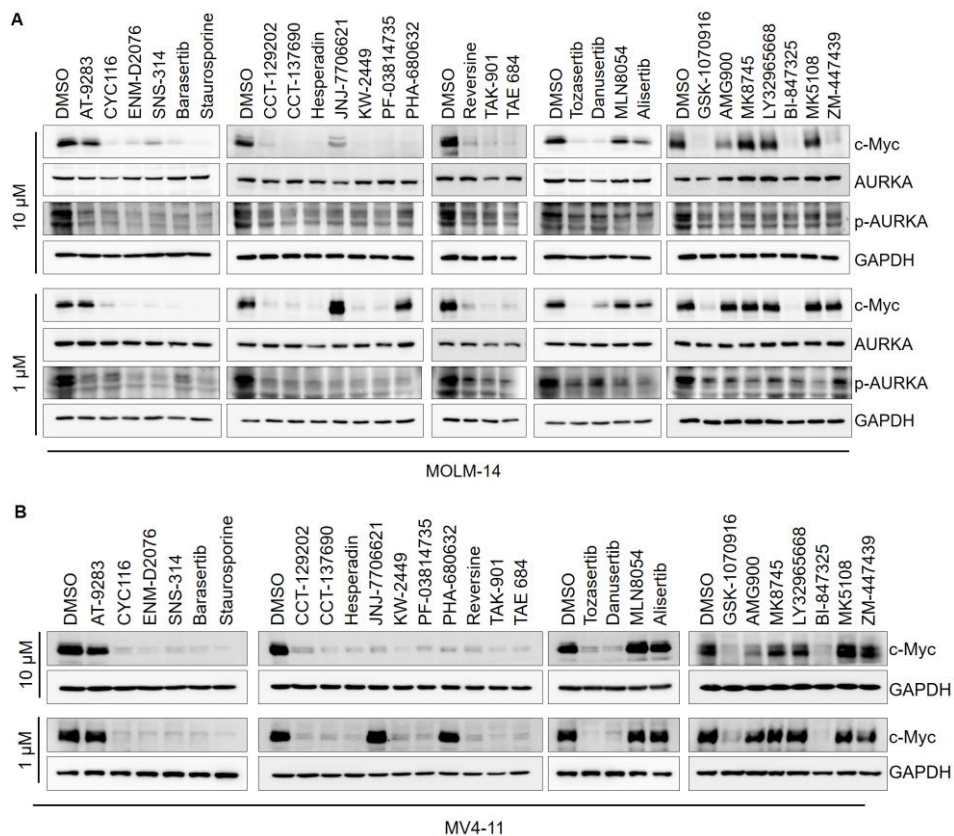 A
DMSO AT-9283 CYC116 ENM-D2076 SNS-314 Barasertib Staurosporine DMSO CCT-129202 CCT-137690 Hesperadin JNJ-7706621 KW-2449 PF-03814735 PHA-680632 DMSO Reversine TAK-901 TAE 684 DMSO Tozasertib Danusertib MLN8054 Alisertib DMSO GSK-1070916 AMG900 MK8745 LY32965668 BI-847325 MK5108 ZM-447439
10 µM
c-Myc
AURKA
p-AURKA
GAPDH
1 µM
c-Myc
AURKA
p-AURKA
GAPDH
MOLM-14
B
DMSO AT-9283 CYC116 ENM-D2076 SNS-314 Barasertib Staurosporine DMSO CCT-129202 CCT-137690 Hesperadin JNJ-7706621 KW-2449 PF-03814735 PHA-680632 Reversine TAK-901 TAE 684 DMSO Tozasertib Danusertib MLN8054 Alisertib DMSO GSK-1070916 AMG900 MK8745 LY32965668 BI-847325 MK5108 ZM-447439
10 µM
c-Myc
GAPDH
1 µM
c-Myc
GAPDH
MV4-11